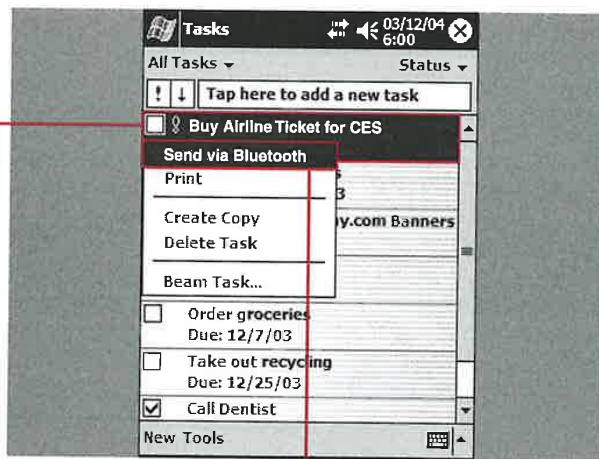 Tasks
03/12/04
6:00
All Tasks
Status
! ↓ Tap here to add a new task
Buy Airline Ticket for CES
Send via Bluetooth
Print
3
Create Copy
y.com Banners
Delete Task
Beam Task...
Order groceries
Due: 12/7/03
Take out recycling
Due: 12/25/03
Call Dentist
New Tools